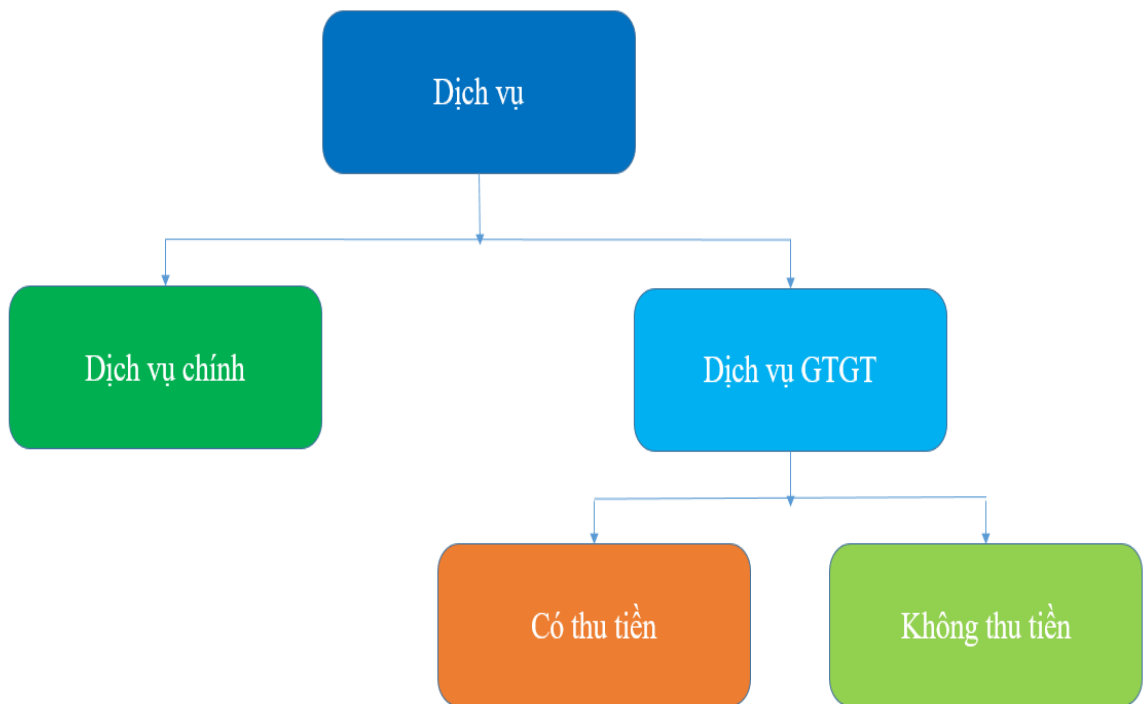 Dịch vụ
Dịch vụ chính
Dịch vụ GTGT
Có thu tiền
Không thu tiền